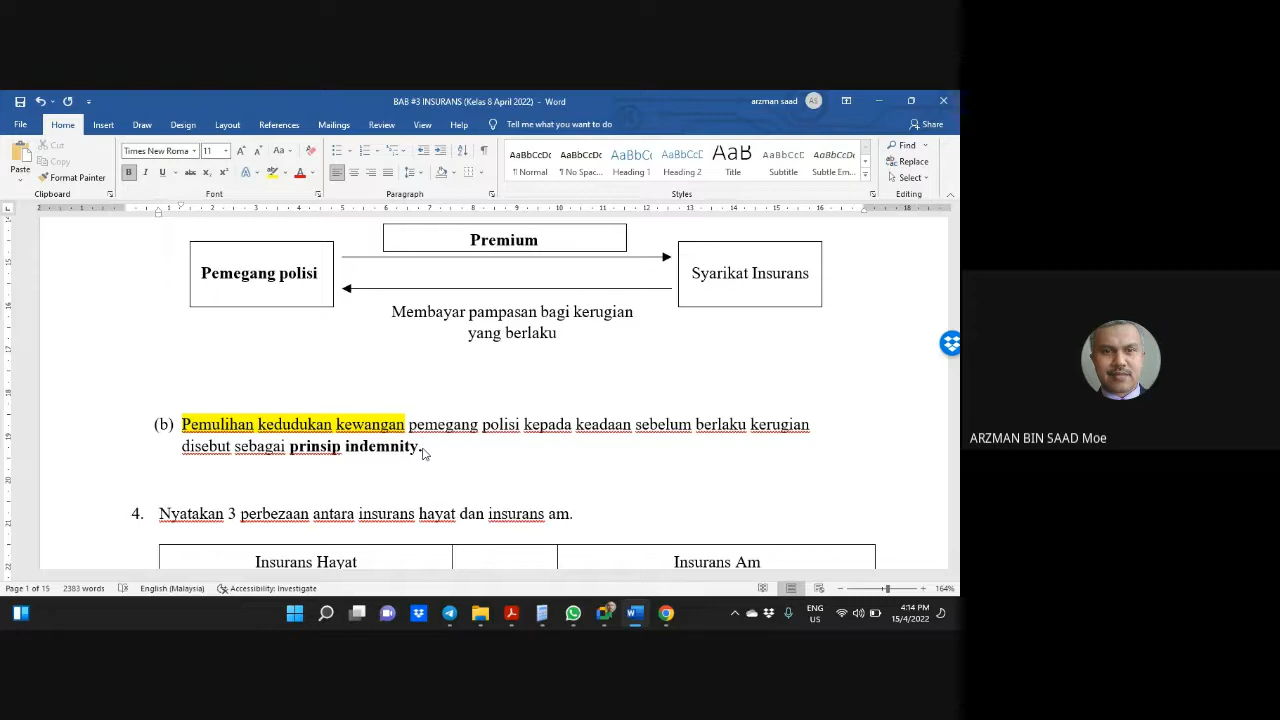 BAB #3 INSURANS (Kelas 8 April 2022) - Word
arzman saad
AS
File Home Insert Draw Design Layout References Mailings Review View Help Tell me what you want to do Share
Paste
Cut
Copy
Format Painter
Times New Roma 11
AaBbCcDc AaBbCcDc AaBbCc AaBbCcD AaB AaBbCcD AaBbCcDc
¶ Normal ¶ No Spac... Heading 1 Heading 2 Title Subtitle Subtle Em...
Find
Replace
Select
Clipboard Font Paragraph Styles Editing
Premium
Pemegang polisi
Syarikat Insurans
Membayar pampasan bagi kerugian
yang berlaku
(b) Pemulihan kedudukan kewangan pemegang polisi kepada keadaan sebelum berlaku kerugian
disebut sebagai prinsip indemnity.
4. Nyatakan 3 perbezaan antara insurans hayat dan insurans am.
Insurans Hayat Insurans Am
Page 1 of 15 2383 words English (Malaysia) Accessibility: Investigate 164%
ENG
US
4:14 PM
15/4/2022
ARZMAN BIN SAAD Moe